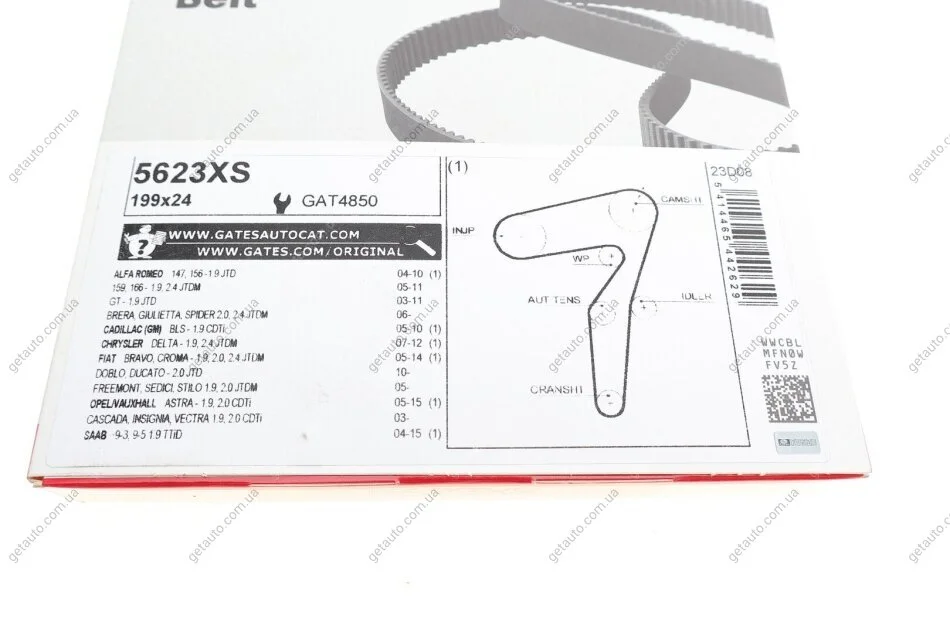 Belt
5623XS
199x24
GAT4850
WWW.GATESAUTOCAT.COM
WWW.GATES.COM/ORIGINAL
ALFA ROMEO 147, 156 - 1.9 JTD 04-10 (1)
159, 166 - 1.9, 2.4 JTDM 05-11
GT - 1.9 JTD 03-11
BRERA, GIULIETTA, SPIDER 2.0, 2.4 JTDM 06-
CADILLAC (GM) BLS - 1.9 CDTi 05-10 (1)
CHRYSLER DELTA - 1.9, 2.4 JTDM 07-12 (1)
FIAT BRAVO, CROMA - 1.9, 2.0, 2.4 JTDM 05-14 (1)
DOBLO, DUCATO - 2.0 JTD 10-
FREEMONT, SEDICI, STILO 1.9, 2.0 JTDM 05-
OPEL/VAUXHALL ASTRA - 1.9, 2.0 CDTi 05-15 (1)
CASCADA, INSIGNIA, VECTRA 1.9, 2.0 CDTi 03-
SAAB 9-3, 9-5 1.9 TTiD 04-15 (1)
(1)
CAMSHT
INJP
WP
AUT TENS
IDLER
CRANSHT
23D08
5414465442629
WWCBL
MFN0W
FV5Z
getauto.com.ua